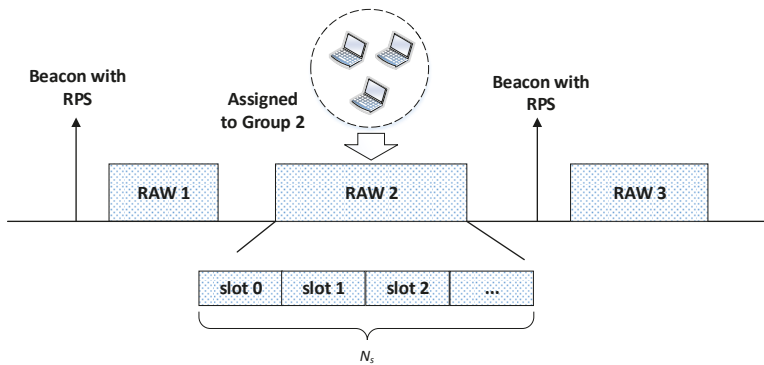 Beacon with
RPS
Assigned
to Group 2
Beacon with
RPS
RAW 1
RAW 2
RAW 3
slot 0
slot 1
slot 2
...
Nₛ